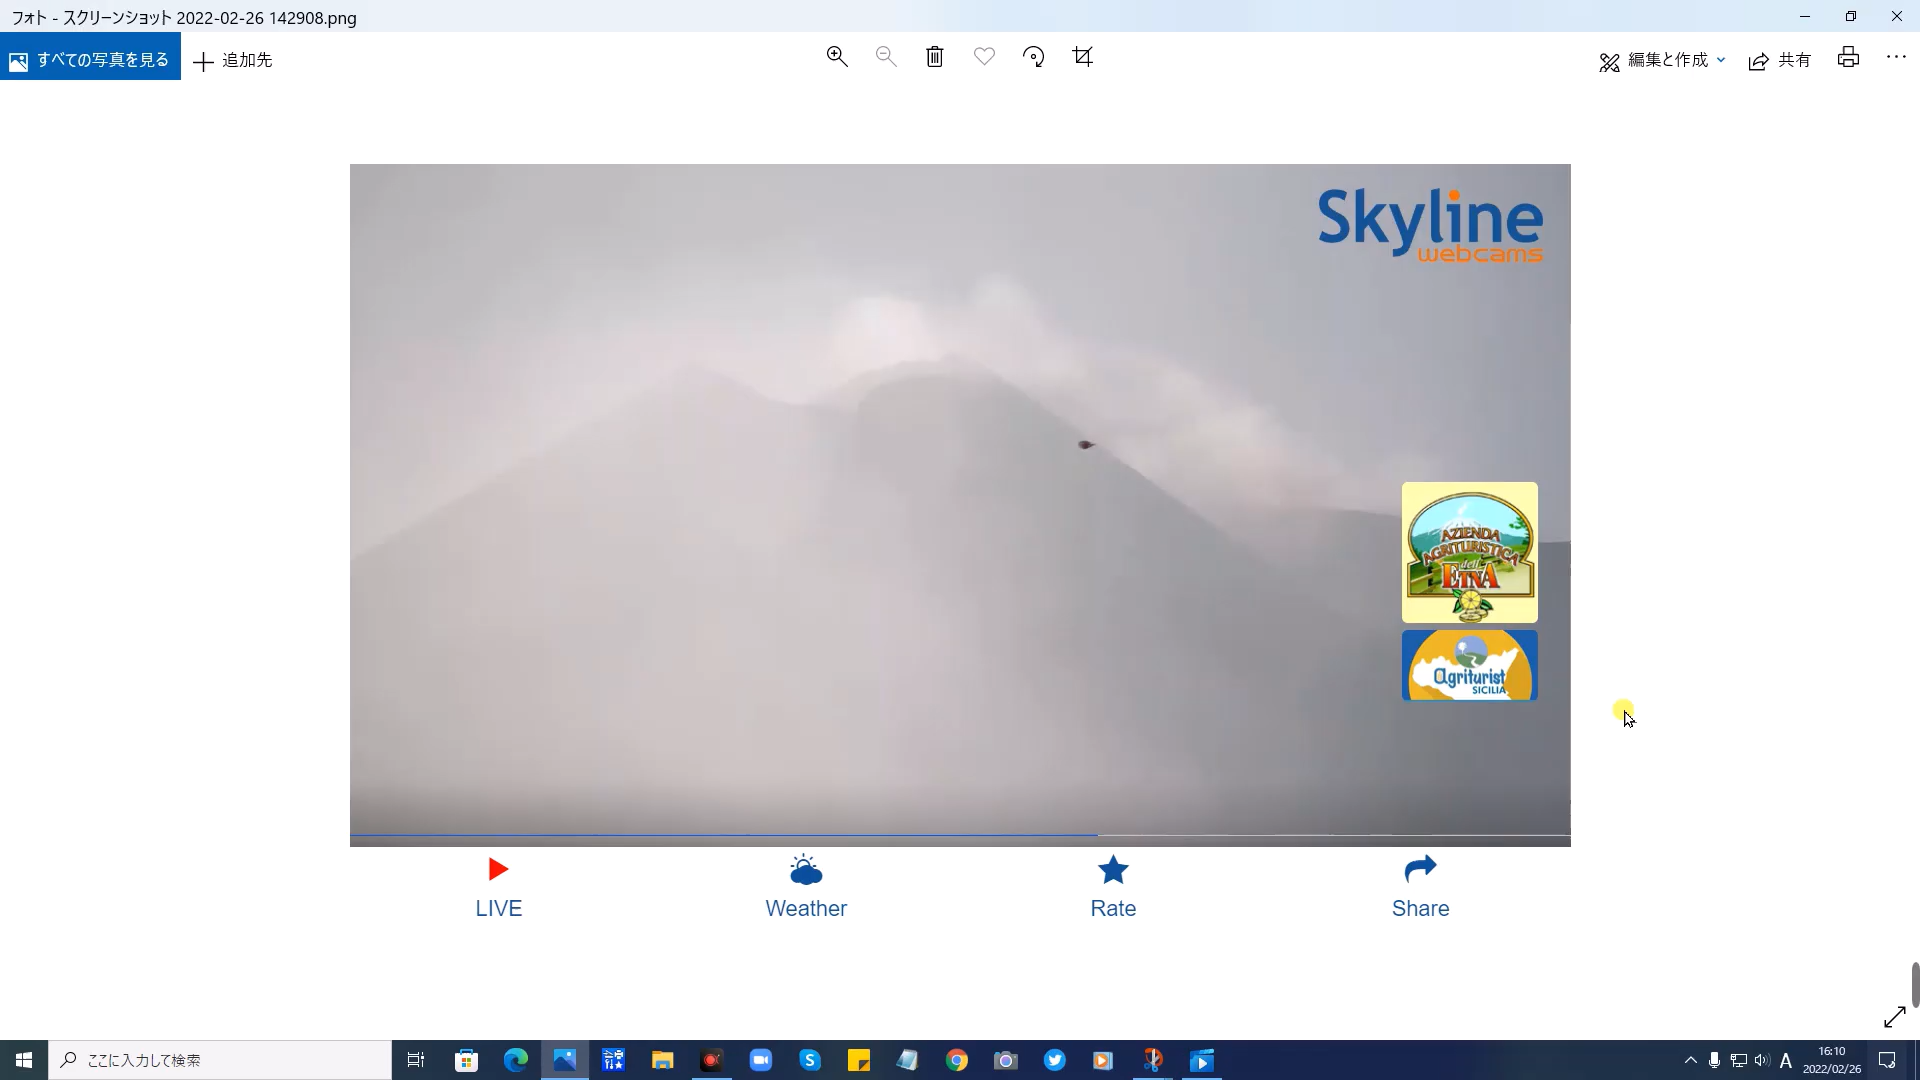 フォト - スクリーンショット 2022-02-26 142908.png
すべての写真を見る
追加先
編集と作成
共有
Skyline
webcams
AZIENDA
AGRITURISTICA
dell'
ETNA
agriturist
SICILIA
LIVE
Weather
Rate
Share
ここに入力して検索
A
16:10
2022/02/26